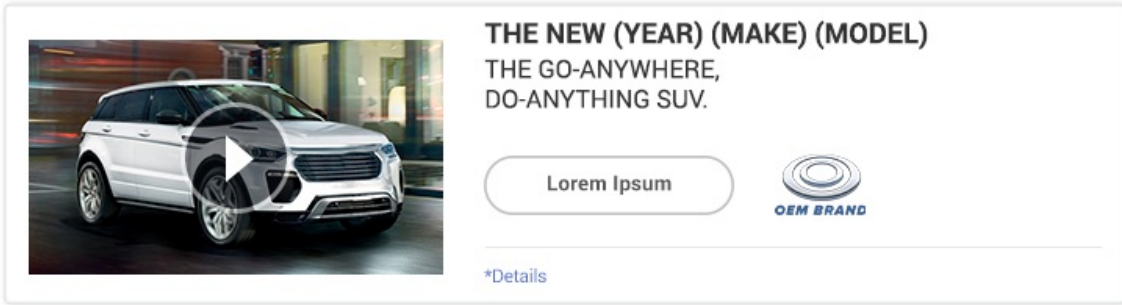 THE NEW (YEAR) (MAKE) (MODEL)
THE GO-ANYWHERE,
DO-ANYTHING SUV.
Lorem Ipsum
OEM BRAND
*Details